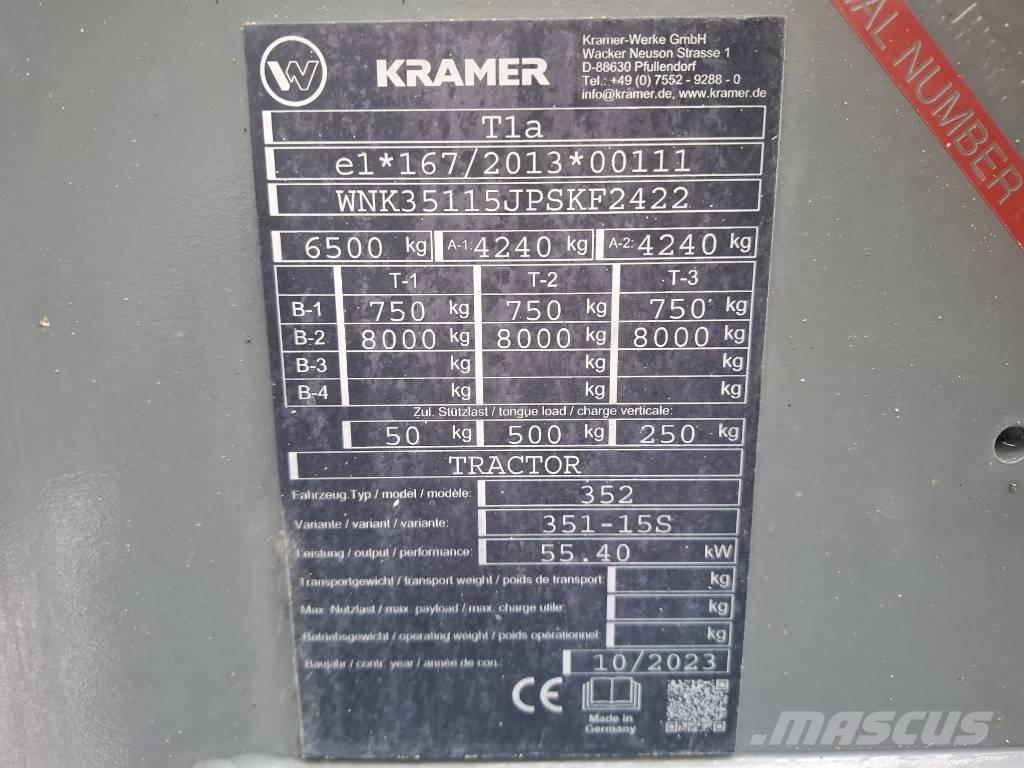 KRAMER
Kramer-Werke GmbH
Wacker Neuson Strasse 1
D-88630 Pfullendorf
Tel.: +49 (0) 7552 - 9288 - 0
info@kramer.de, www.kramer.de
T1a
e1*167/2013*00111
WNK35115JPSKF2422
6500 kg A-1: 4240 kg A-2: 4240 kg
T-1 T-2 T-3
B-1 750 kg 750 kg 750 kg
B-2 8000 kg 8000 kg 8000 kg
B-3 kg kg kg
B-4 kg kg kg
Zul. Stützlast / tongue load / charge verticale:
50 kg 500 kg 250 kg
TRACTOR
Fahrzeug.Typ / model / modèle: 352
Variante / variant / variante: 351-15S
Leistung / output / performance: 55.40 kW
Transportgewicht / transport weight / poids de transport: kg
Max. Nutzlast / max. payload / max. charge utile: kg
Betriebsgewicht / operating weight / poids opérationnel: kg
Baujahr / contr. year / année de con.: 10/2023
CE
Made in
Germany
NUMBER
MASCUS